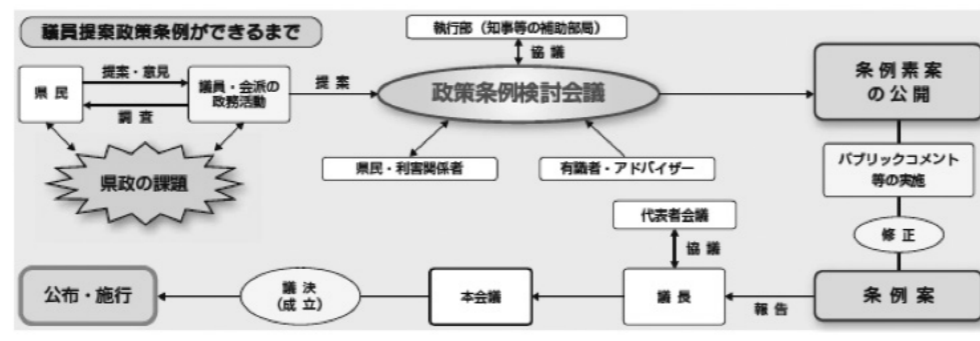 議員提案政策条例ができるまで
執行部（知事等の補助部局）
協議
県民
提案・意見
調査
議員・会派の
政務活動
提案
政策条例検討会議
条例素案
の公開
県政の課題
県民・利害関係者
有識者・アドバイザー
パブリックコメント
等の実施
修正
代表者会議
協議
公布・施行
議決
（成立）
本会議
議長
報告
条例案